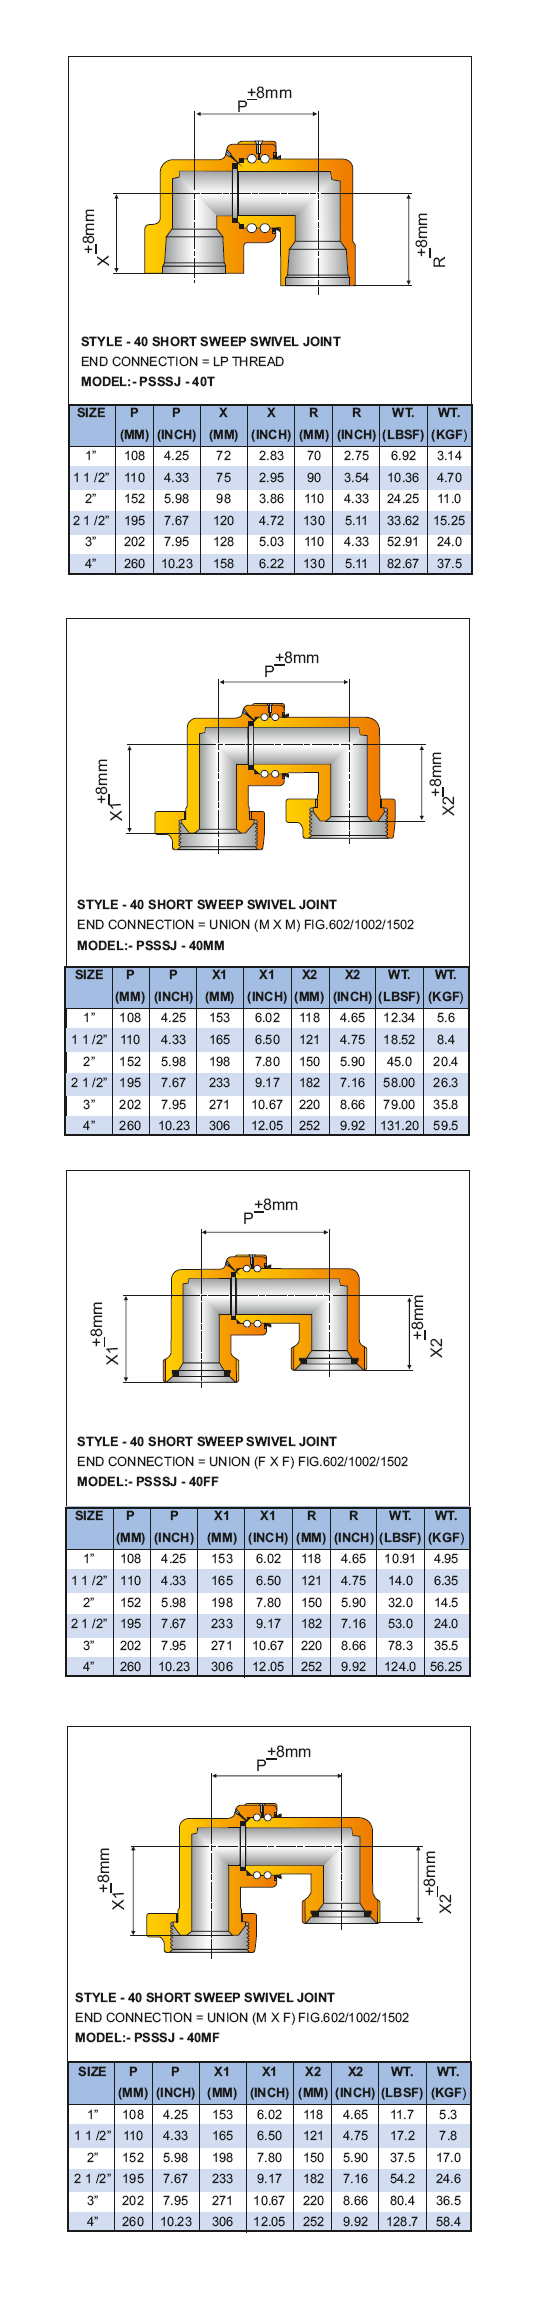 P ±8mm
X ±8mm
R ±8mm
STYLE - 40 SHORT SWEEP SWIVEL JOINT
END CONNECTION = LP THREAD
MODEL:- PSSSJ - 40T
SIZE P P X X R R WT. WT.
(MM) (INCH) (MM) (INCH) (MM) (INCH) (LBSF) (KGF)
1” 108 4.25 72 2.83 70 2.75 6.92 3.14
1 1 /2” 110 4.33 75 2.95 90 3.54 10.36 4.70
2” 152 5.98 98 3.86 110 4.33 24.25 11.0
2 1 /2” 195 7.67 120 4.72 130 5.11 33.62 15.25
3” 202 7.95 128 5.03 110 4.33 52.91 24.0
4” 260 10.23 158 6.22 130 5.11 82.67 37.5
P ±8mm
X1 ±8mm
X2 ±8mm
STYLE - 40 SHORT SWEEP SWIVEL JOINT
END CONNECTION = UNION (M X M) FIG.602/1002/1502
MODEL:- PSSSJ - 40MM
SIZE P P X1 X1 X2 X2 WT. WT.
(MM) (INCH) (MM) (INCH) (MM) (INCH) (LBSF) (KGF)
1” 108 4.25 153 6.02 118 4.65 12.34 5.6
1 1 /2” 110 4.33 165 6.50 121 4.75 18.52 8.4
2” 152 5.98 198 7.80 150 5.90 45.0 20.4
2 1 /2” 195 7.67 233 9.17 182 7.16 58.00 26.3
3” 202 7.95 271 10.67 220 8.66 79.00 35.8
4” 260 10.23 306 12.05 252 9.92 131.20 59.5
P ±8mm
X1 ±8mm
X2 ±8mm
STYLE - 40 SHORT SWEEP SWIVEL JOINT
END CONNECTION = UNION (F X F) FIG.602/1002/1502
MODEL:- PSSSJ - 40FF
SIZE P P X1 X1 R R WT. WT.
(MM) (INCH) (MM) (INCH) (MM) (INCH) (LBSF) (KGF)
1” 108 4.25 153 6.02 118 4.65 10.91 4.95
1 1 /2” 110 4.33 165 6.50 121 4.75 14.0 6.35
2” 152 5.98 198 7.80 150 5.90 32.0 14.5
2 1 /2” 195 7.67 233 9.17 182 7.16 53.0 24.0
3” 202 7.95 271 10.67 220 8.66 78.3 35.5
4” 260 10.23 306 12.05 252 9.92 124.0 56.25
P ±8mm
X1 ±8mm
X2 ±8mm
STYLE - 40 SHORT SWEEP SWIVEL JOINT
END CONNECTION = UNION (M X F) FIG.602/1002/1502
MODEL:- PSSSJ - 40MF
SIZE P P X1 X1 X2 X2 WT. WT.
(MM) (INCH) (MM) (INCH) (MM) (INCH) (LBSF) (KGF)
1” 108 4.25 153 6.02 118 4.65 11.7 5.3
1 1 /2” 110 4.33 165 6.50 121 4.75 17.2 7.8
2” 152 5.98 198 7.80 150 5.90 37.5 17.0
2 1 /2” 195 7.67 233 9.17 182 7.16 54.2 24.6
3” 202 7.95 271 10.67 220 8.66 80.4 36.5
4” 260 10.23 306 12.05 252 9.92 128.7 58.4